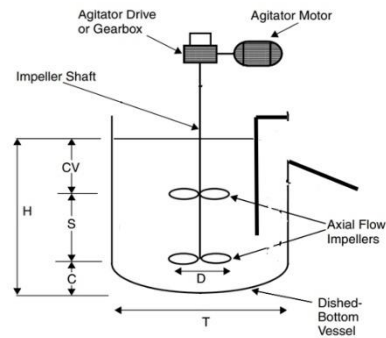 Agitator Drive
or Gearbox
Agitator Motor
Impeller Shaft
CV
H
S
Axial Flow
Impellers
D
C
T
Dished-
Bottom
Vessel